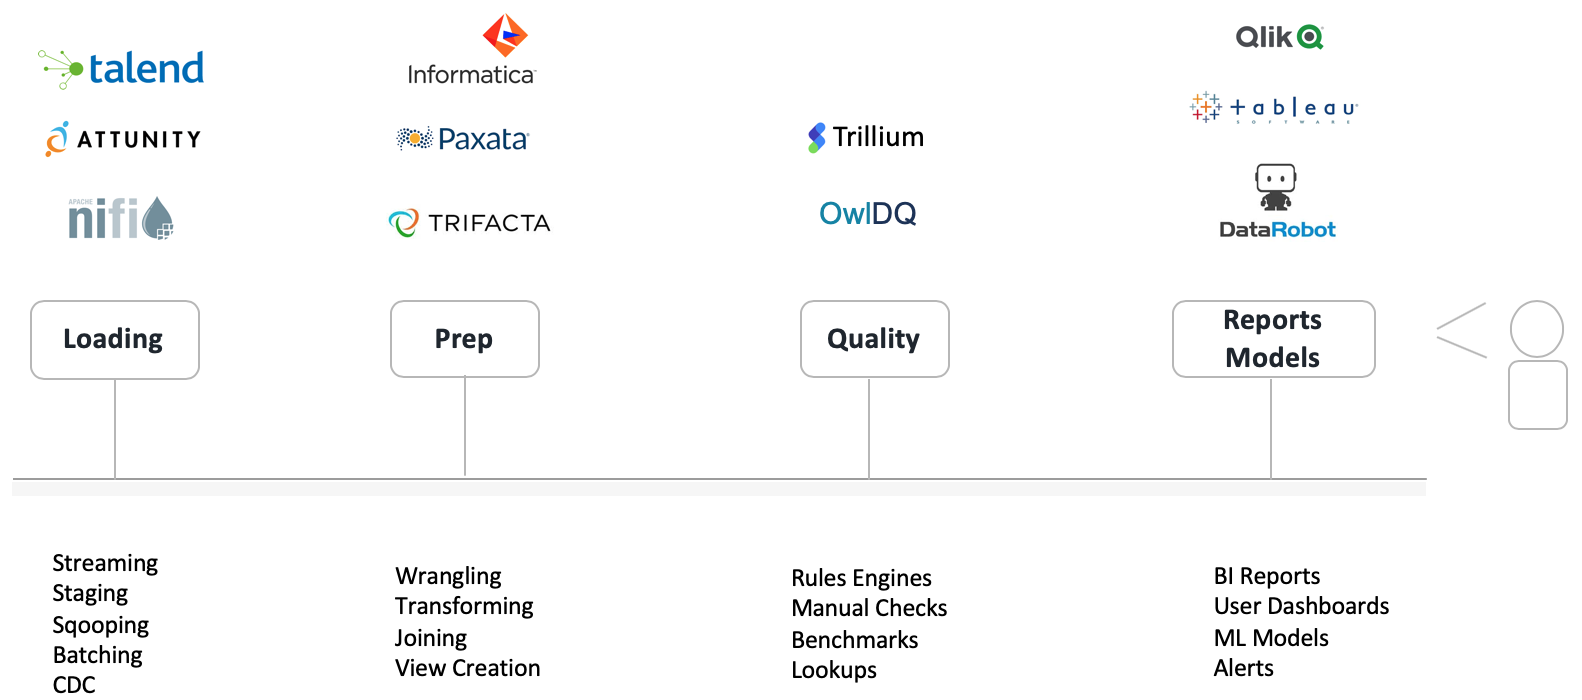 talend
ATTUNITY
APACHE
nifi
Informatica
Paxata
TRIFACTA
Trillium
OwlDQ
Qlik
+ableau
SOFTWARE
DataRobot
Loading
Prep
Quality
Reports
Models
Streaming
Staging
Sqooping
Batching
CDC
Wrangling
Transforming
Joining
View Creation
Rules Engines
Manual Checks
Benchmarks
Lookups
BI Reports
User Dashboards
ML Models
Alerts